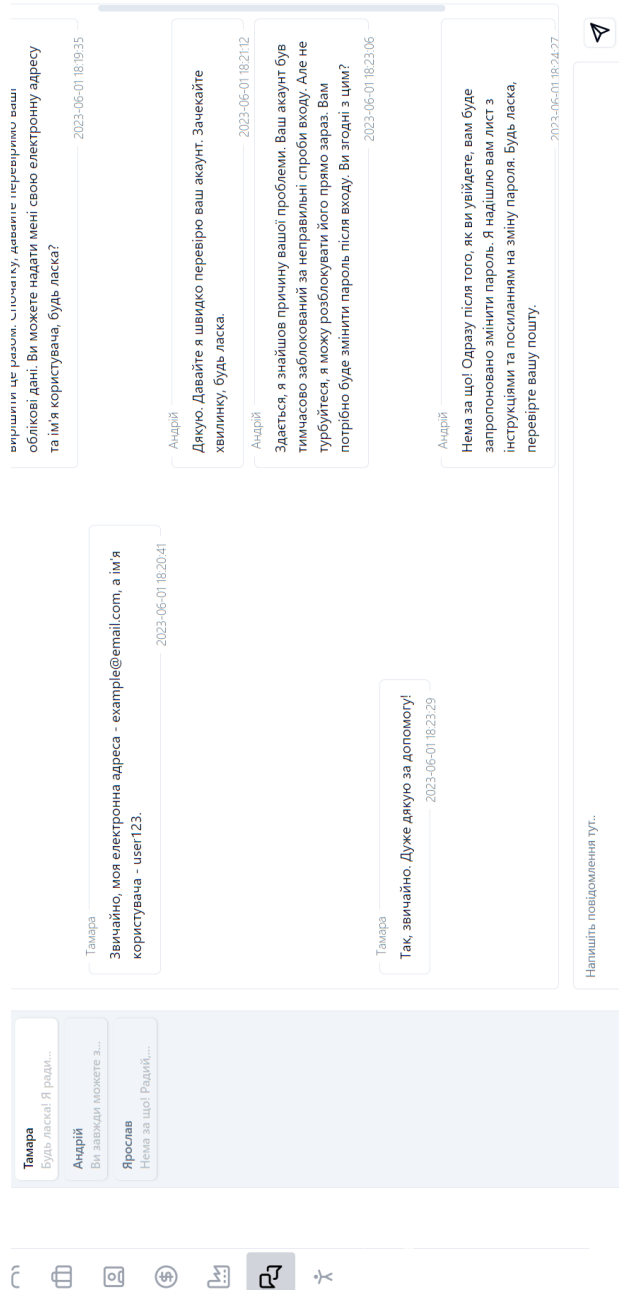 Тамара
Будь ласка! Я ради...
Андрій
Ви завжди можете з...
Ярослав
Нема за що! Радий,...
вирішити це разом. Спочатку, давайте перевіримо ваші
облікові дані. Ви можете надати мені свою електронну адресу
та ім'я користувача, будь ласка?
2023-06-01 18:19:35
Тамара
Звичайно, моя електронна адреса - example@email.com, а ім'я
користувача - user123.
2023-06-01 18:20:41
Андрій
Дякую. Давайте я швидко перевірю ваш акаунт. Зачекайте
хвилинку, будь ласка.
2023-06-01 18:21:12
Андрій
Здається, я знайшов причину вашої проблеми. Ваш акаунт був
тимчасово заблокований за неправильні спроби входу. Але не
турбуйтеся, я можу розблокувати його прямо зараз. Вам
потрібно буде змінити пароль після входу. Ви згодні з цим?
2023-06-01 18:23:06
Тамара
Так, звичайно. Дуже дякую за допомогу!
2023-06-01 18:23:29
Андрій
Нема за що! Одразу після того, як ви увійдете, вам буде
запропоновано змінити пароль. Я надішлю вам лист з
інструкціями та посиланням на зміну пароля. Будь ласка,
перевірте вашу пошту.
2023-06-01 18:24:27
Напишіть повідомлення тут..